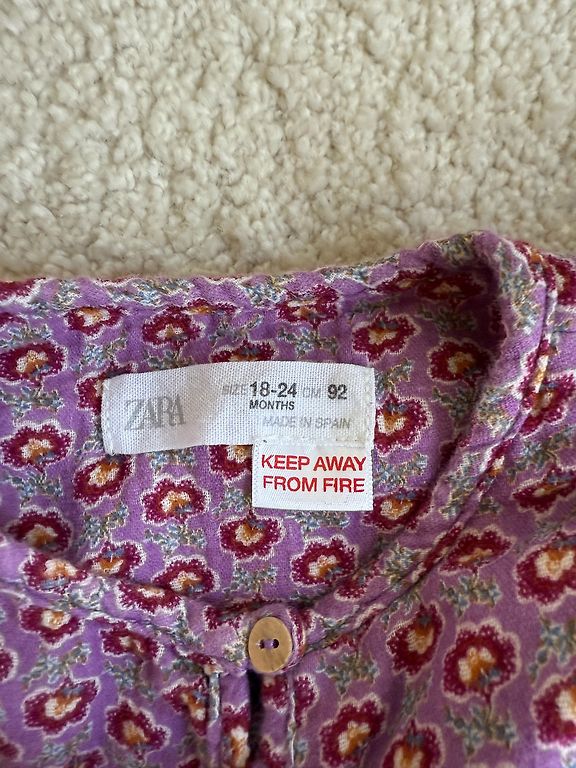 ZARA
SIZE 18-24 CM 92
MONTHS
MADE IN SPAIN
KEEP AWAY
FROM FIRE